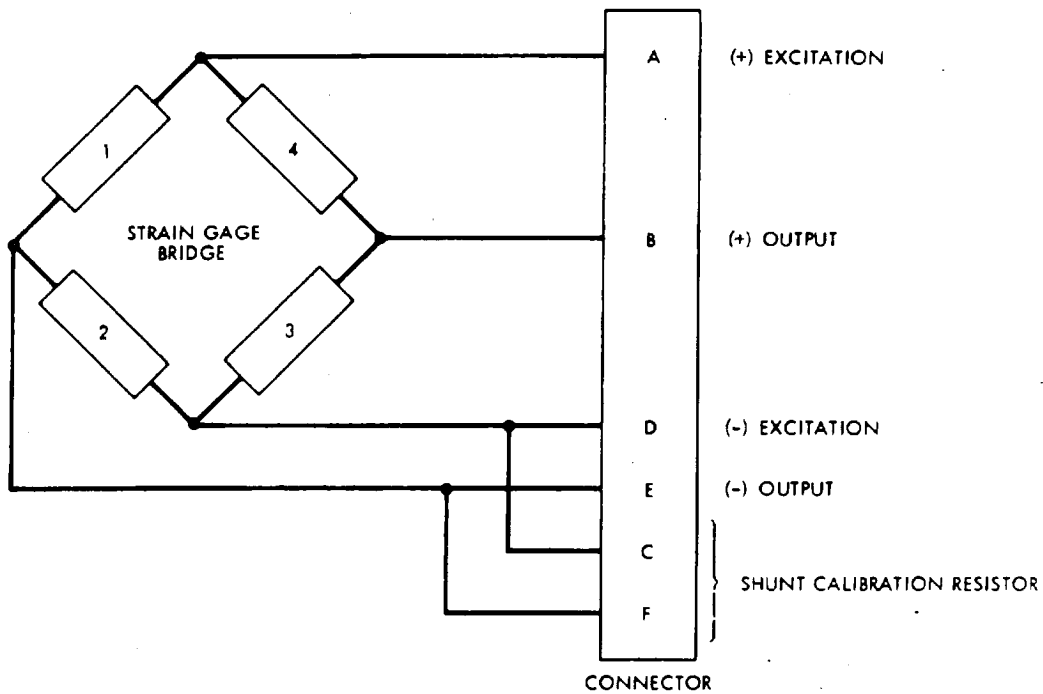 A (+) EXCITATION
1
4
STRAIN GAGE
BRIDGE
B (+) OUTPUT
2
3
D (-) EXCITATION
E (-) OUTPUT
C
SHUNT CALIBRATION RESISTOR
F
CONNECTOR